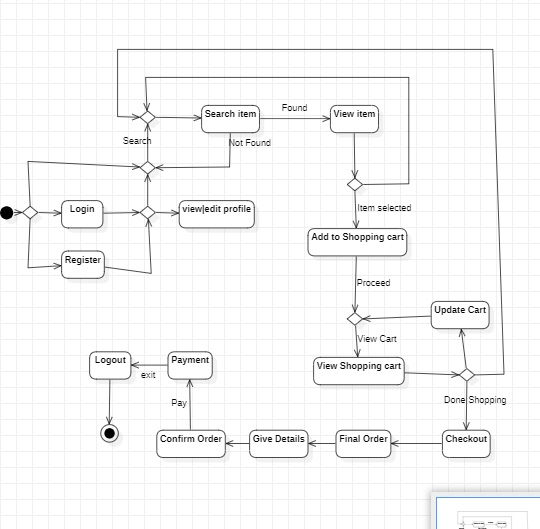 Search item
Found
View item
Search
Not Found
Login
view|edit profile
Item selected
Register
Add to Shopping cart
Proceed
Update Cart
View Cart
Logout
Payment
exit
View Shopping cart
Pay
Done Shopping
Confirm Order
Give Details
Final Order
Checkout